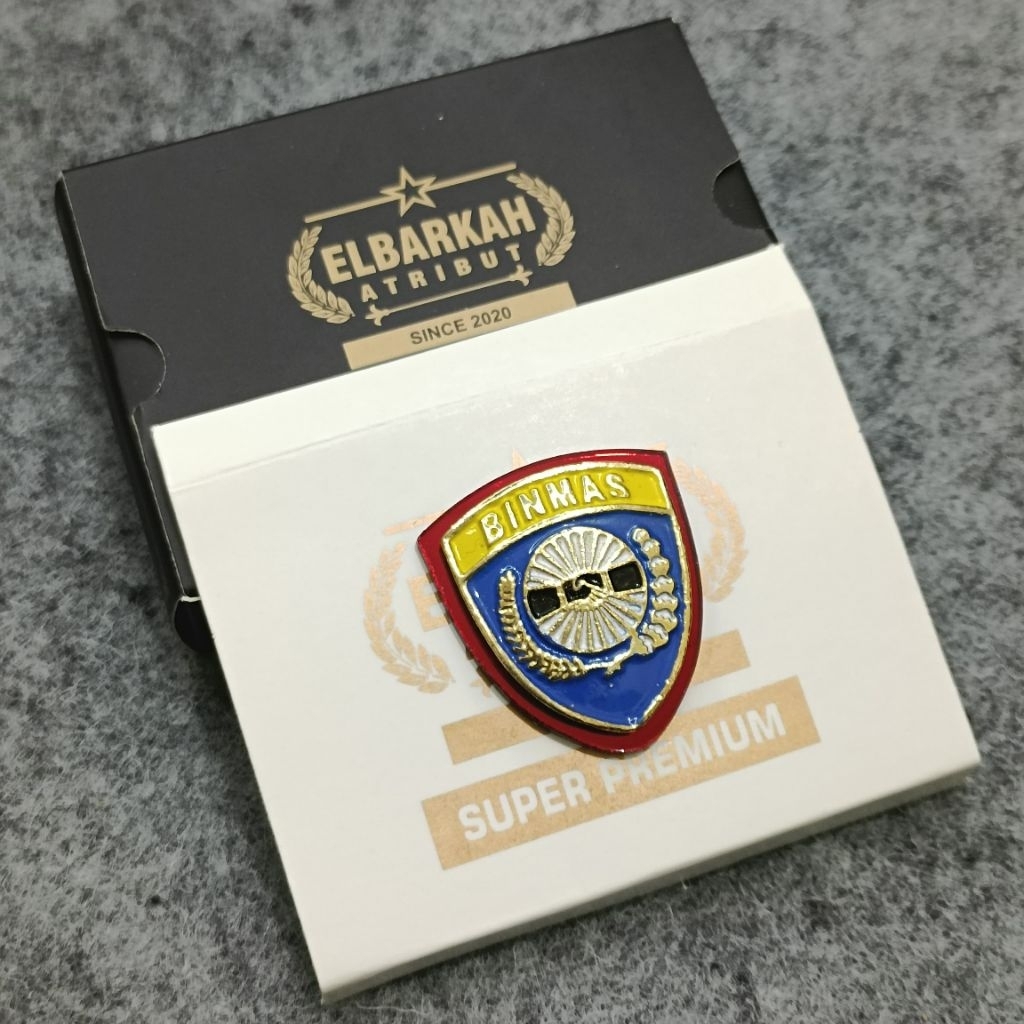 ELBARKAH
ATRIBUT
SINCE 2020
BINMAS
SUPER PREMIUM